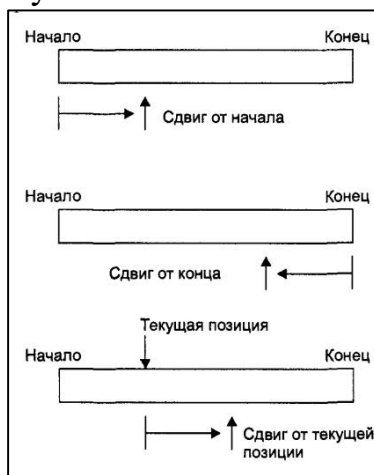 Начало Конец
Сдвиг от начала
Начало Конец
Сдвиг от конца
Текущая позиция
Начало Конец
Сдвиг от текущей
позиции